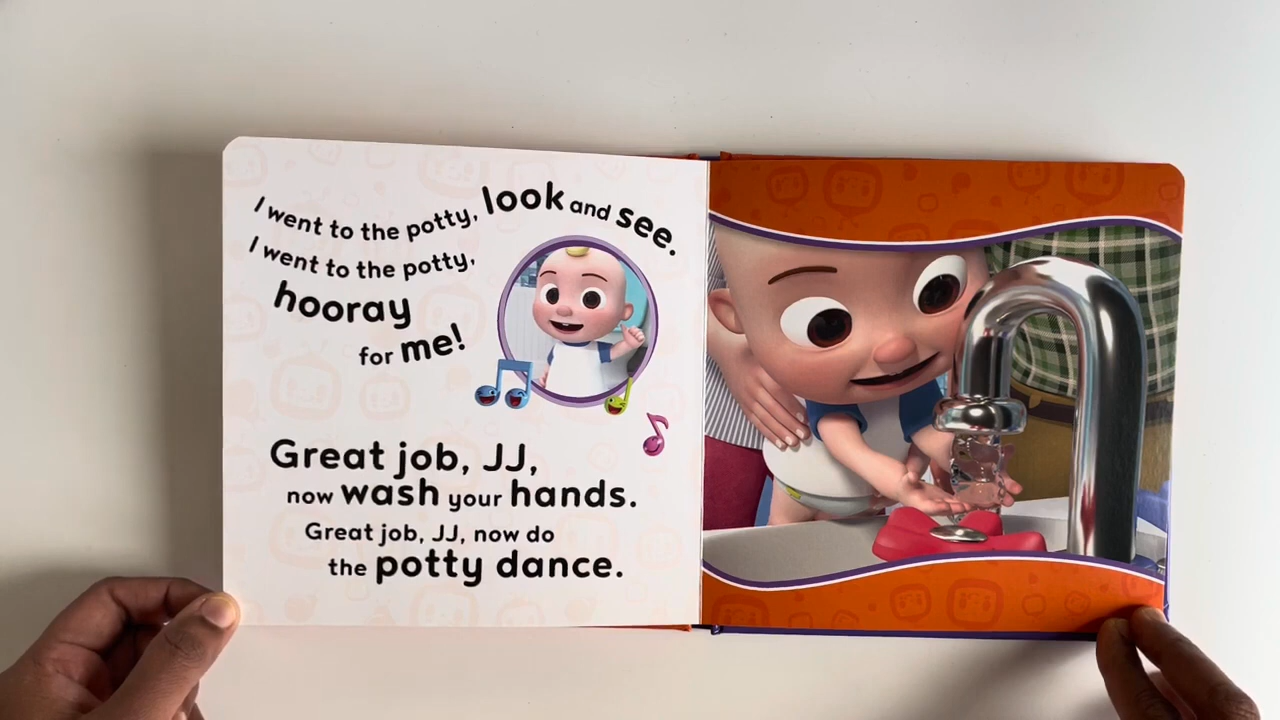 I went to the potty, look and see.
I went to the potty,
hooray
for me!
Great job, JJ,
now wash your hands.
Great job, JJ, now do
the potty dance.